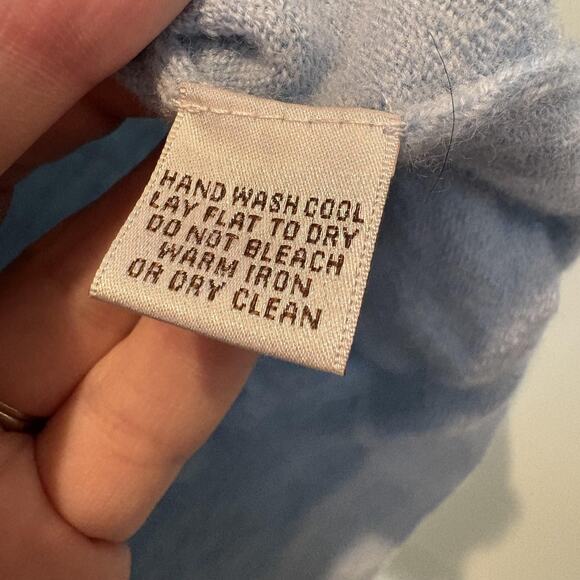 HAND WASH COOL
LAY FLAT TO DRY
DO NOT BLEACH
WARM IRON
OR DRY CLEAN